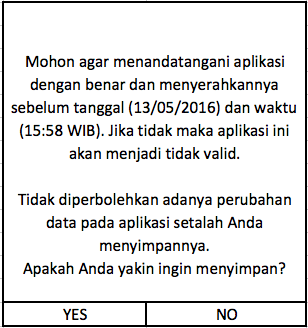 Mohon agar menandatangani aplikasi
dengan benar dan menyerahkannya
sebelum tanggal (13/05/2016) dan waktu
(15:58 WIB). Jika tidak maka aplikasi ini
akan menjadi tidak valid.
Tidak diperbolehkan adanya perubahan
data pada aplikasi setalah Anda
menyimpannya.
Apakah Anda yakin ingin menyimpan?
YES NO